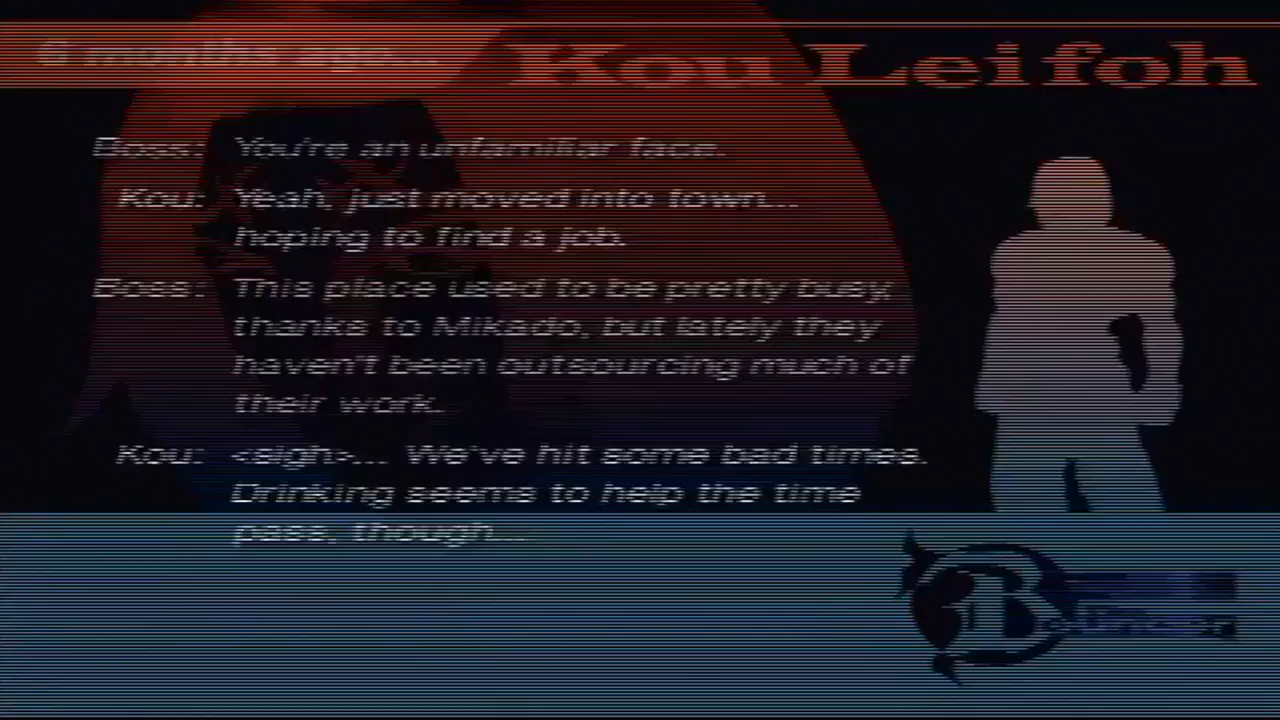 6 months ago...
Kou Leifoh
Boss: You're an unfamiliar face.
Kou: Yeah, just moved into town...
hoping to find a job.
Boss: This place used to be pretty busy,
thanks to Mikado, but lately they
haven't been outsourcing much of
their work.
Kou: <sigh>... We've hit some bad times.
Drinking seems to help the time
pass, though...
B